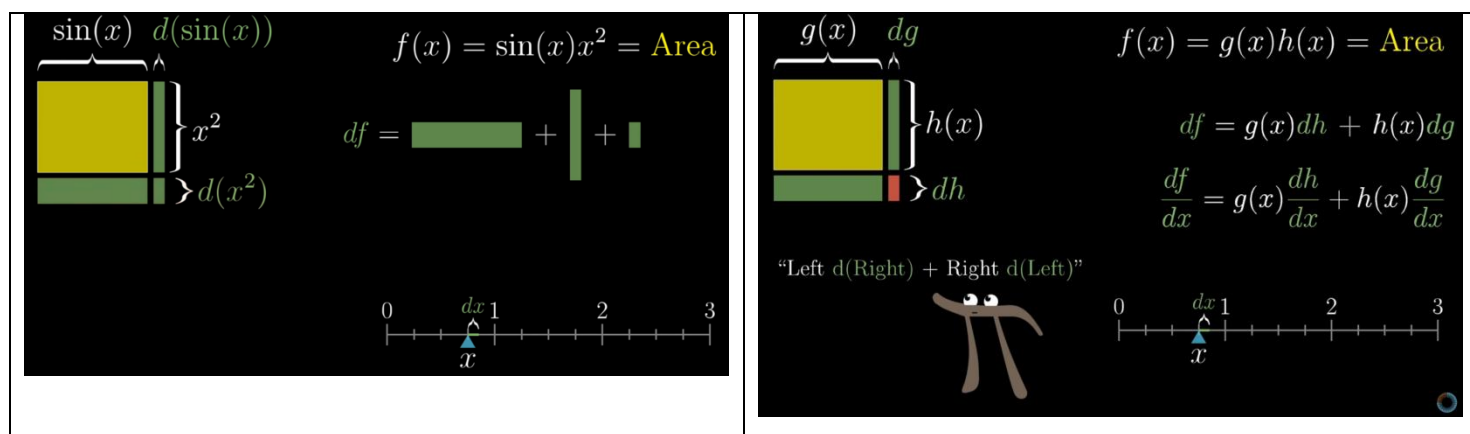 sin(x) d(sin(x))
f(x) = sin(x)x² = Area
x²
df = + +
d(x²)
0 dx 1 2 3
x
g(x) dg
f(x) = g(x)h(x) = Area
h(x)
df = g(x)dh + h(x)dg
dh
df/dx = g(x) dh/dx + h(x) dg/dx
“Left d(Right) + Right d(Left)”
0 dx 1 2 3
x